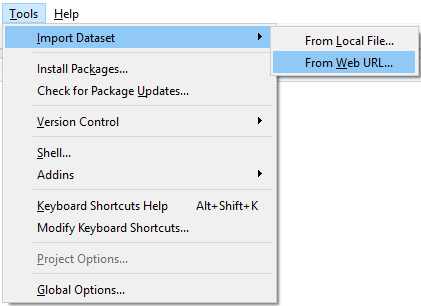 Tools Help
Import Dataset
From Local File...
From Web URL...
Install Packages...
Check for Package Updates...
Version Control
Shell...
Addins
Keyboard Shortcuts Help Alt+Shift+K
Modify Keyboard Shortcuts...
Project Options...
Global Options...